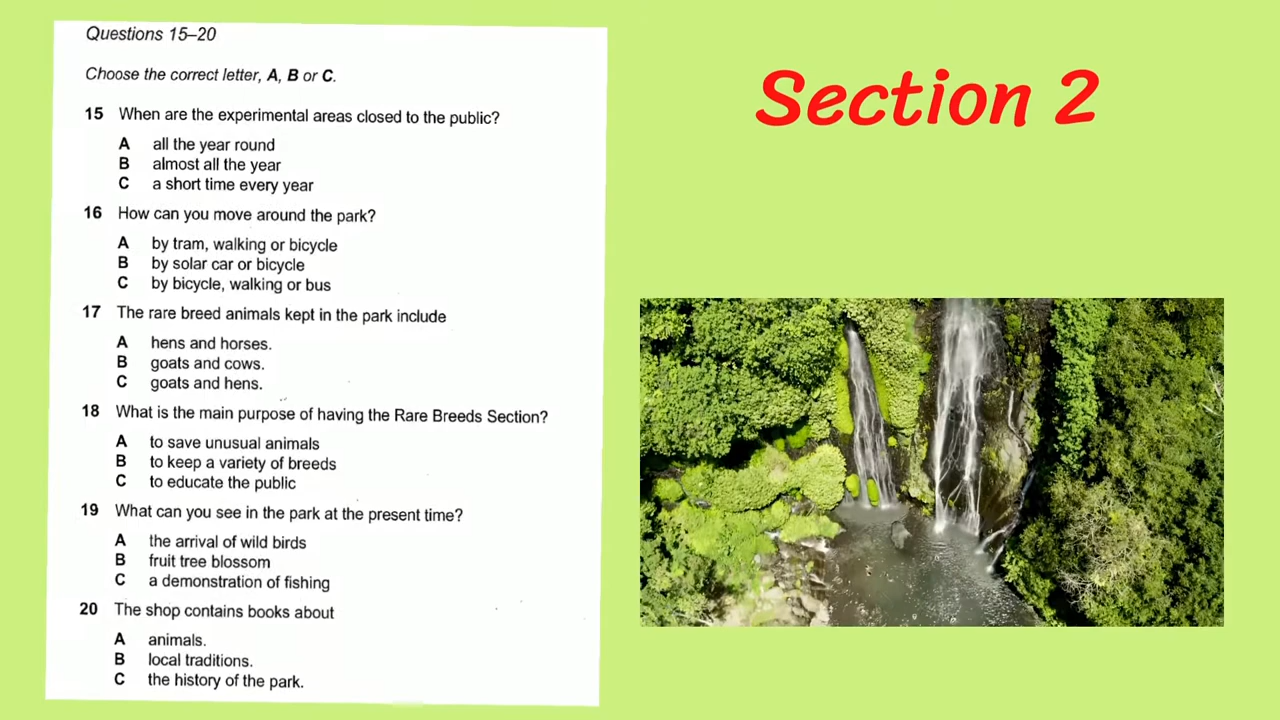 Questions 15–20
Choose the correct letter, A, B or C.
15 When are the experimental areas closed to the public?
A all the year round
B almost all the year
C a short time every year
16 How can you move around the park?
A by tram, walking or bicycle
B by solar car or bicycle
C by bicycle, walking or bus
17 The rare breed animals kept in the park include
A hens and horses.
B goats and cows.
C goats and hens.
18 What is the main purpose of having the Rare Breeds Section?
A to save unusual animals
B to keep a variety of breeds
C to educate the public
19 What can you see in the park at the present time?
A the arrival of wild birds
B fruit tree blossom
C a demonstration of fishing
20 The shop contains books about
A animals.
B local traditions.
C the history of the park.
Section 2